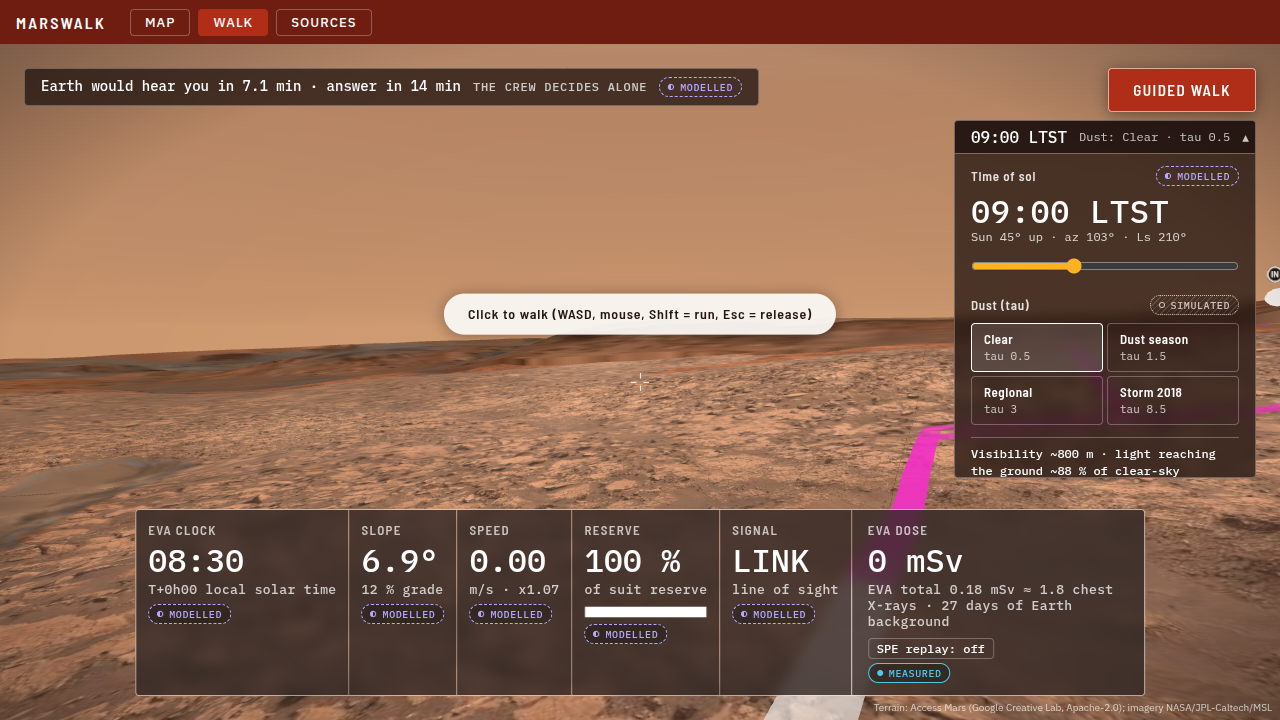 MARSWALK
MAP
WALK
SOURCES
Earth would hear you in 7.1 min · answer in 14 min THE CREW DECIDES ALONE ◐ MODELLED
GUIDED WALK
09:00 LTST Dust: Clear · tau 0.5 ▲
Time of sol
◐ MODELLED
09:00 LTST
Sun 45° up · az 103° · Ls 210°
IN
Click to walk (WASD, mouse, Shift = run, Esc = release)
Dust (tau)
○ SIMULATED
Clear
tau 0.5
Dust season
tau 1.5
Regional
tau 3
Storm 2018
tau 8.5
Visibility ~800 m · light reaching
the ground ~88 % of clear-sky
EVA CLOCK
08:30
T+0h00 local solar time
◐ MODELLED
SLOPE
6.9°
12 % grade
◐ MODELLED
SPEED
0.00
m/s · x1.07
◐ MODELLED
RESERVE
100 %
of suit reserve
◐ MODELLED
SIGNAL
LINK
line of sight
◐ MODELLED
EVA DOSE
0 mSv
EVA total 0.18 mSv ≈ 1.8 chest
X-rays · 27 days of Earth
background
SPE replay: off
● MEASURED
Terrain: Access Mars (Google Creative Lab, Apache-2.0); imagery NASA/JPL-Caltech/MSL